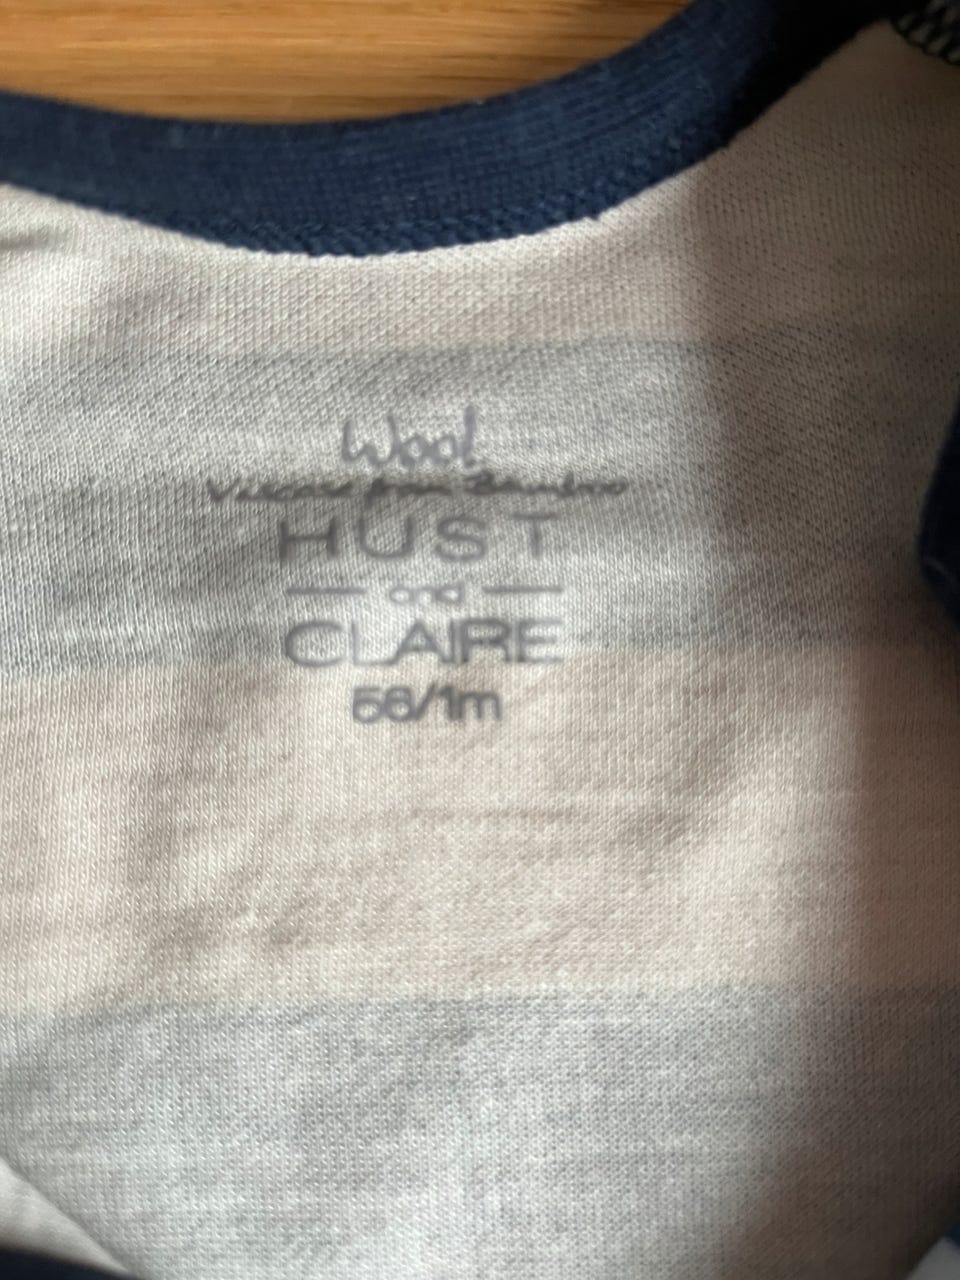 Wool
Viscose from Bamboo
HUST
and
CLAIRE
56/1m